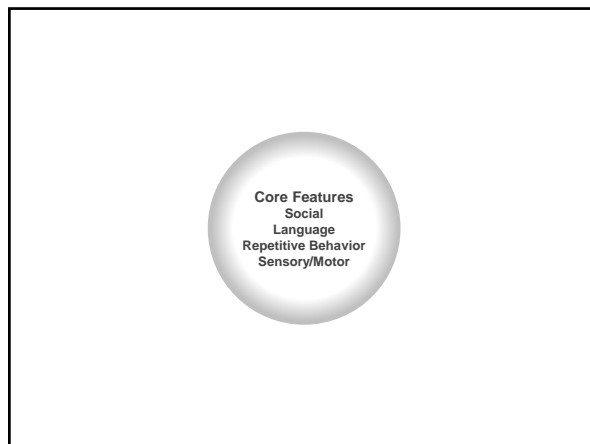 Core Features
Social
Language
Repetitive Behavior
Sensory/Motor